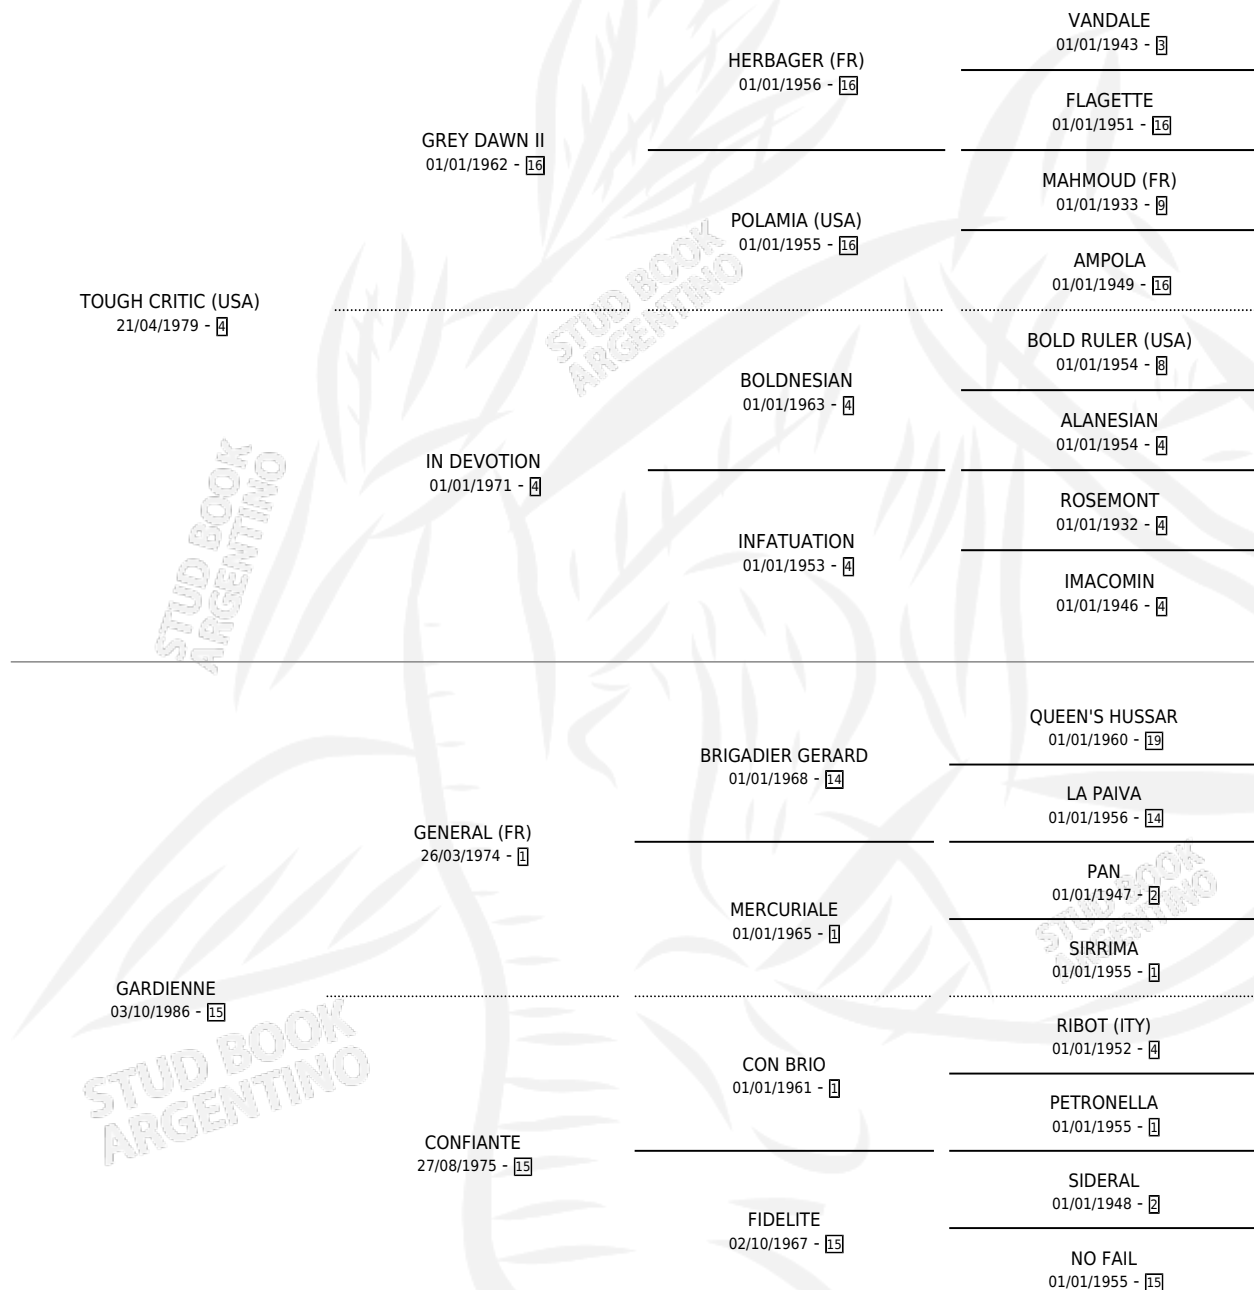 VANDALE
01/01/1943 - 3
HERBAGER (FR)
01/01/1956 - 16
FLAGETTE
01/01/1951 - 16
GREY DAWN II
01/01/1962 - 16
MAHMOUD (FR)
01/01/1933 - 9
POLAMIA (USA)
01/01/1955 - 16
AMPOLA
01/01/1949 - 16
TOUGH CRITIC (USA)
21/04/1979 - 4
STUD BOOK
ARGENTINO
BOLD RULER (USA)
01/01/1954 - 8
BOLDNESIAN
01/01/1963 - 4
ALANESIAN
01/01/1954 - 4
IN DEVOTION
01/01/1971 - 4
ROSEMONT
01/01/1932 - 4
INFATUATION
01/01/1953 - 4
IMACOMIN
01/01/1946 - 4
STUD BOOK
ARGENTINO
QUEEN'S HUSSAR
01/01/1960 - 19
BRIGADIER GERARD
01/01/1968 - 14
LA PAIVA
01/01/1956 - 14
GENERAL (FR)
26/03/1974 - 1
PAN
01/01/1947 - 2
MERCURIALE
01/01/1965 - 1
SIRRIMA
01/01/1955 - 1
STUD BOOK
ARGENTINO
GARDIENNE
03/10/1986 - 15
RIBOT (ITY)
01/01/1952 - 4
CON BRIO
01/01/1961 - 1
PETRONELLA
01/01/1955 - 1
STUD BOOK
ARGENTINO
CONFIANTE
27/08/1975 - 15
SIDERAL
01/01/1948 - 2
FIDELITE
02/10/1967 - 15
NO FAIL
01/01/1955 - 15